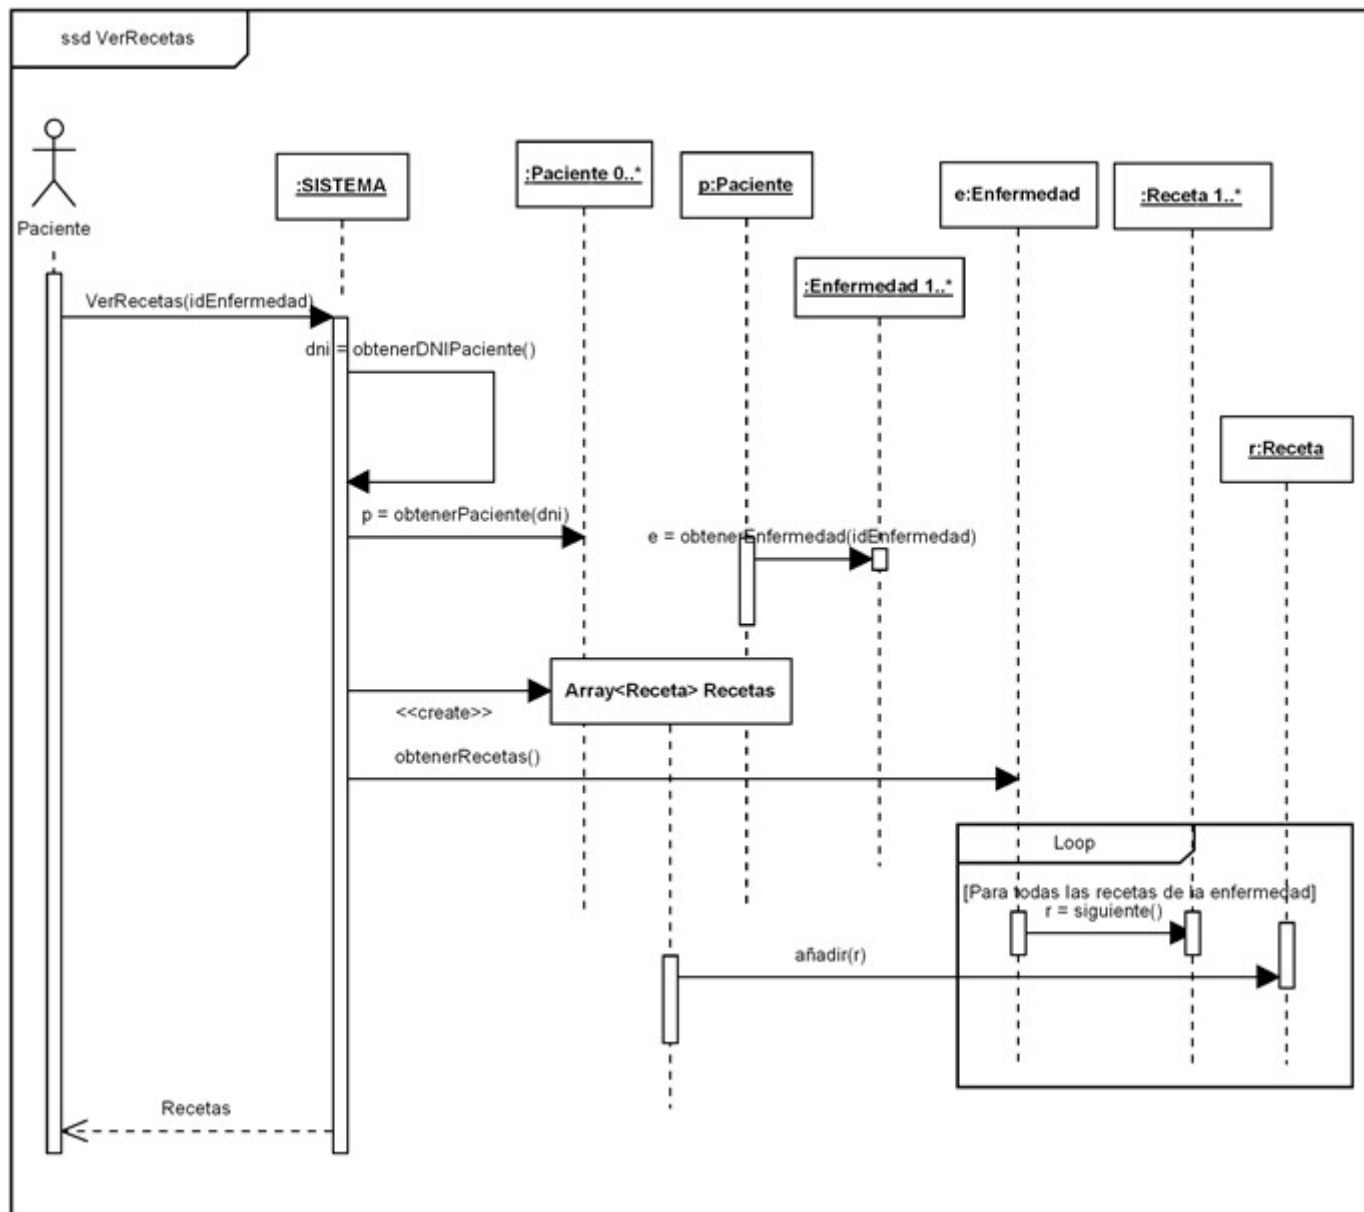 ssd VerRecetas
Paciente
:SISTEMA
:Paciente 0..*
p:Paciente
e:Enfermedad
:Receta 1..*
:Enfermedad 1..*
VerRecetas(idEnfermedad)
dni = obtenerDNIPaciente()
r:Receta
p = obtenerPaciente(dni)
e = obtenerEnfermedad(idEnfermedad)
Array<Receta> Recetas
<<create>>
obtenerRecetas()
Loop
[Para todas las recetas de la enfermedad]
r = siguiente()
añadir(r)
Recetas